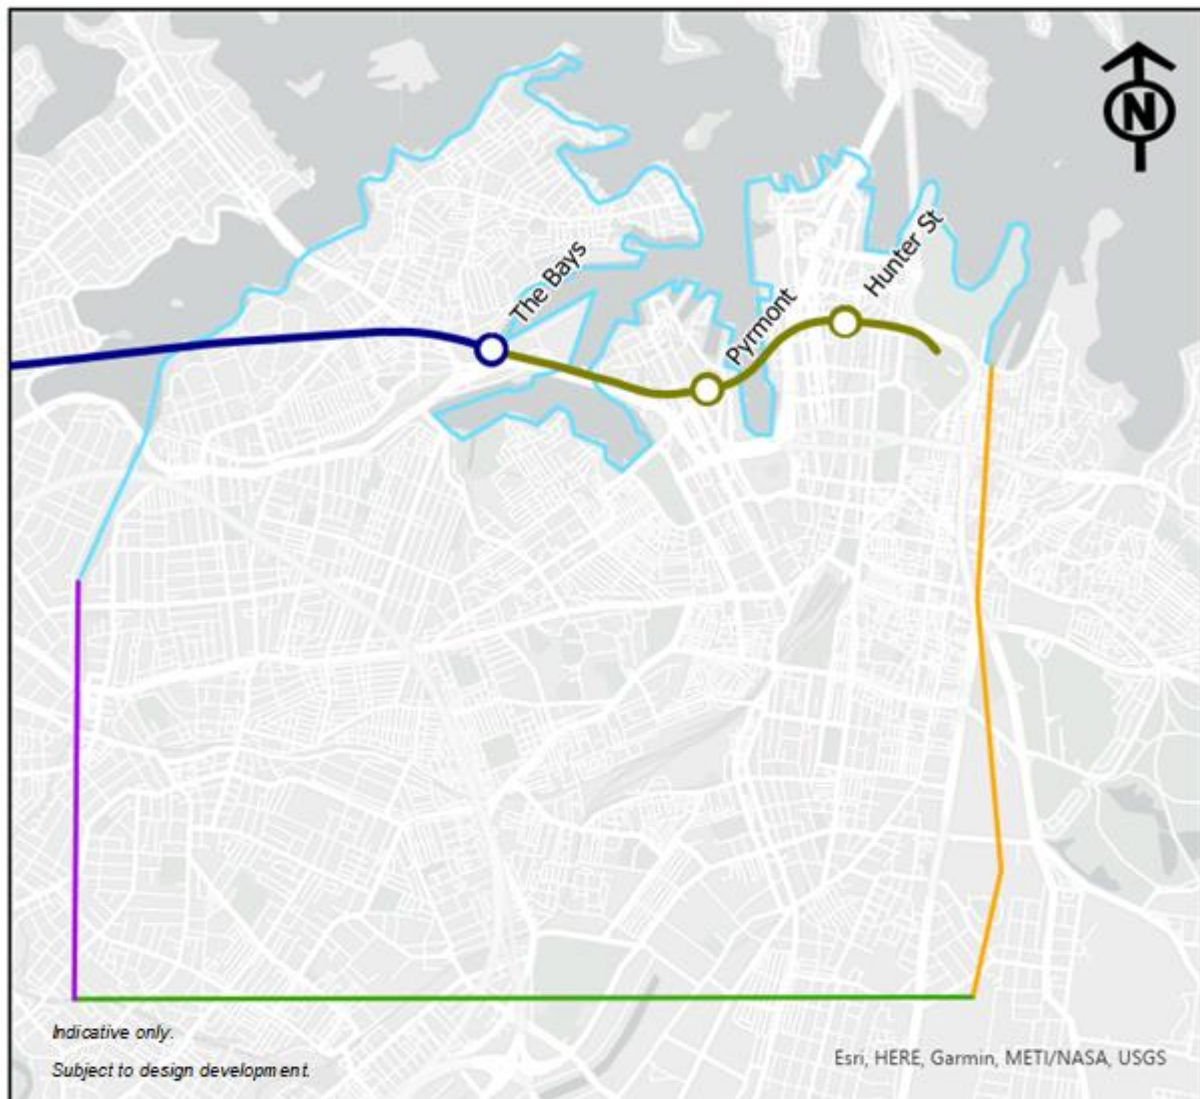 N
The Bays
Pyrmont
Hunter St
Indicative only.
Subject to design development.
Esri, HERE, Garmin, METI/NASA, USGS